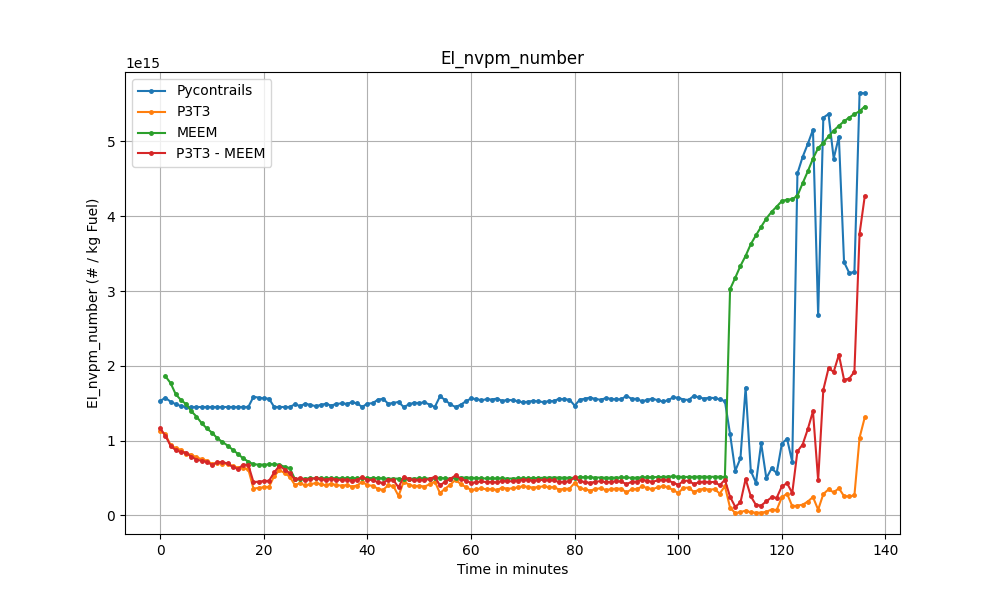 EI_nvpm_number
1e15
Pycontrails
P3T3
MEEM
P3T3 - MEEM
EI_nvpm_number (# / kg Fuel)
5
4
3
2
1
0
0 20 40 60 80 100 120 140
Time in minutes